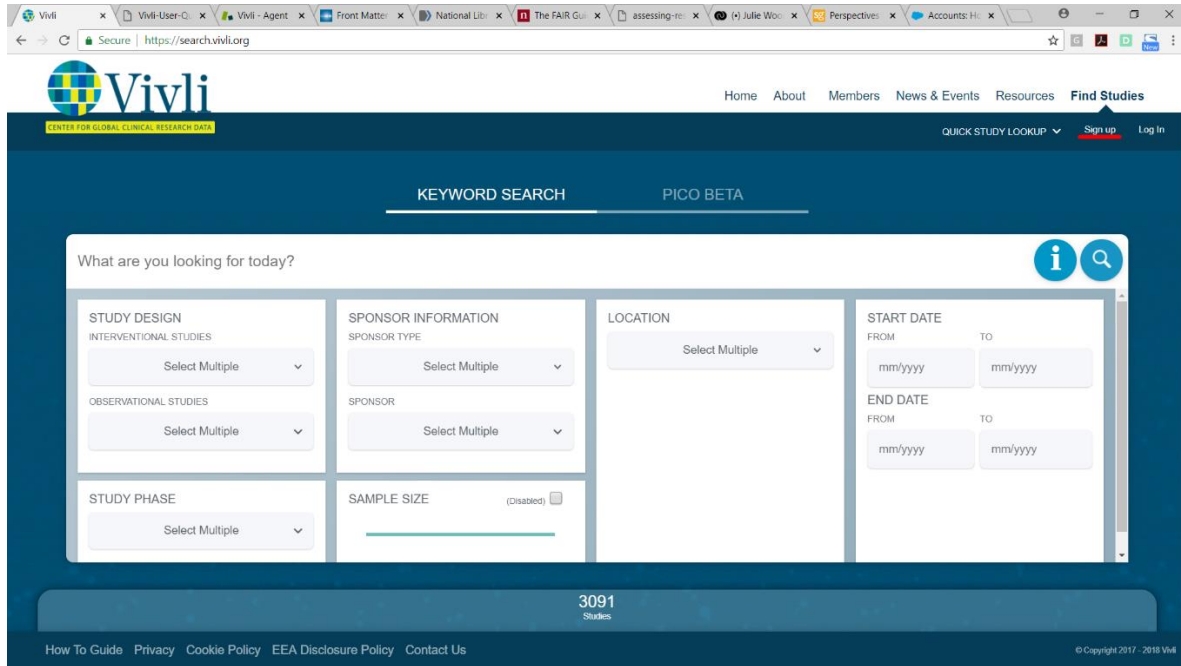 Vivli
Vivli-User-Q
Vivli - Agent
Front Matter
National Libr
The FAIR Gui
assessing-re
(•) Julie Woo
Perspectives
Accounts: Ho
Secure | https://search.vivli.org
New
Vivli
CENTER FOR GLOBAL CLINICAL RESEARCH DATA
Home About Members News & Events Resources Find Studies
QUICK STUDY LOOKUP Sign up Log In
KEYWORD SEARCH PICO BETA
What are you looking for today?
i
STUDY DESIGN
INTERVENTIONAL STUDIES
Select Multiple
OBSERVATIONAL STUDIES
Select Multiple
STUDY PHASE
Select Multiple
SPONSOR INFORMATION
SPONSOR TYPE
Select Multiple
SPONSOR
Select Multiple
SAMPLE SIZE (Disabled)
LOCATION
Select Multiple
START DATE
FROM TO
mm/yyyy mm/yyyy
END DATE
FROM TO
mm/yyyy mm/yyyy
3091
Studies
How To Guide Privacy Cookie Policy EEA Disclosure Policy Contact Us
© Copyright 2017 - 2018 Vivli